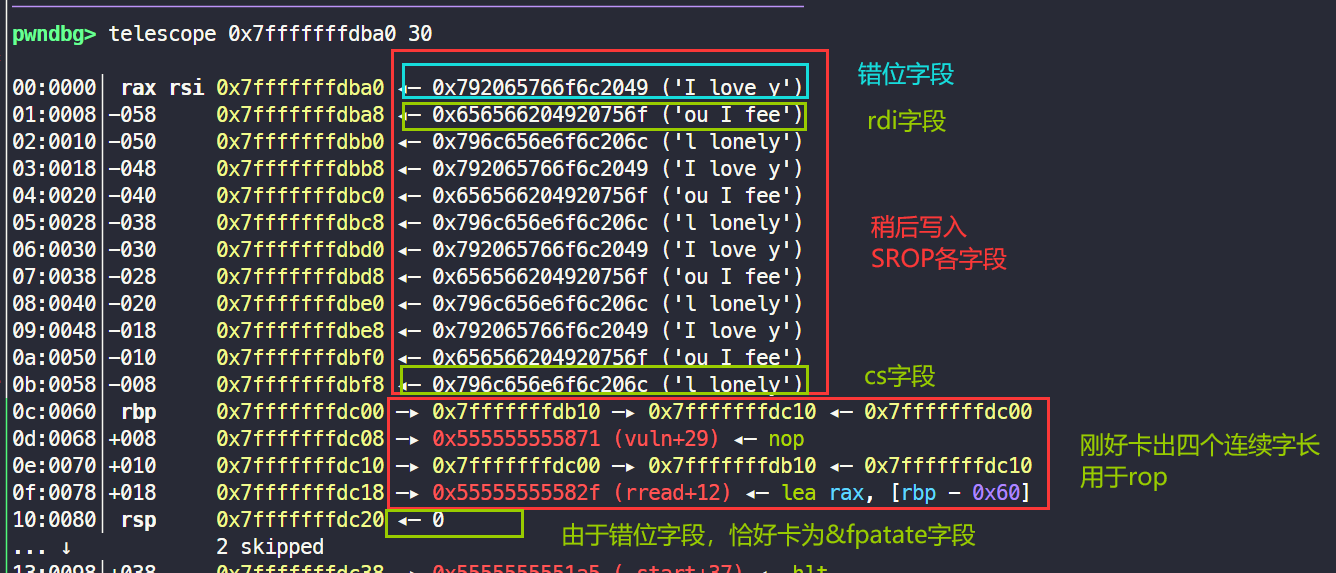 pwndbg> telescope 0x7fffffffdba0 30
00:0000│ rax rsi 0x7fffffffdba0 ◂— 0x792065766f6c2049 ('I love y') 错位字段
01:0008│-058 0x7fffffffdba8 ◂— 0x656566204920756f ('ou I fee') rdi字段
02:0010│-050 0x7fffffffdbb0 ◂— 0x796c656e6f6c206c ('l lonely')
03:0018│-048 0x7fffffffdbb8 ◂— 0x792065766f6c2049 ('I love y')
04:0020│-040 0x7fffffffdbc0 ◂— 0x656566204920756f ('ou I fee')
05:0028│-038 0x7fffffffdbc8 ◂— 0x796c656e6f6c206c ('l lonely') 稍后写入
06:0030│-030 0x7fffffffdbd0 ◂— 0x792065766f6c2049 ('I love y') SROP各字段
07:0038│-028 0x7fffffffdbd8 ◂— 0x656566204920756f ('ou I fee')
08:0040│-020 0x7fffffffdbe0 ◂— 0x796c656e6f6c206c ('l lonely')
09:0048│-018 0x7fffffffdbe8 ◂— 0x792065766f6c2049 ('I love y')
0a:0050│-010 0x7fffffffdbf0 ◂— 0x656566204920756f ('ou I fee')
0b:0058│-008 0x7fffffffdbf8 ◂— 0x796c656e6f6c206c ('l lonely') cs字段
0c:0060│ rbp 0x7fffffffdc00 —▸ 0x7fffffffdb10 —▸ 0x7fffffffdc10 ◂— 0x7fffffffdc00
0d:0068│+008 0x7fffffffdc08 —▸ 0x555555555871 (vuln+29) ◂— nop 刚好卡出四个连续字长
0e:0070│+010 0x7fffffffdc10 —▸ 0x7fffffffdc00 —▸ 0x7fffffffdb10 ◂— 0x7fffffffdc10 用于rop
0f:0078│+018 0x7fffffffdc18 —▸ 0x55555555582f (rread+12) ◂— lea rax, [rbp - 0x60]
10:0080│ rsp 0x7fffffffdc20 ◂— 0 由于错位字段，恰好卡为&fpatate字段
... ↓ 2 skipped